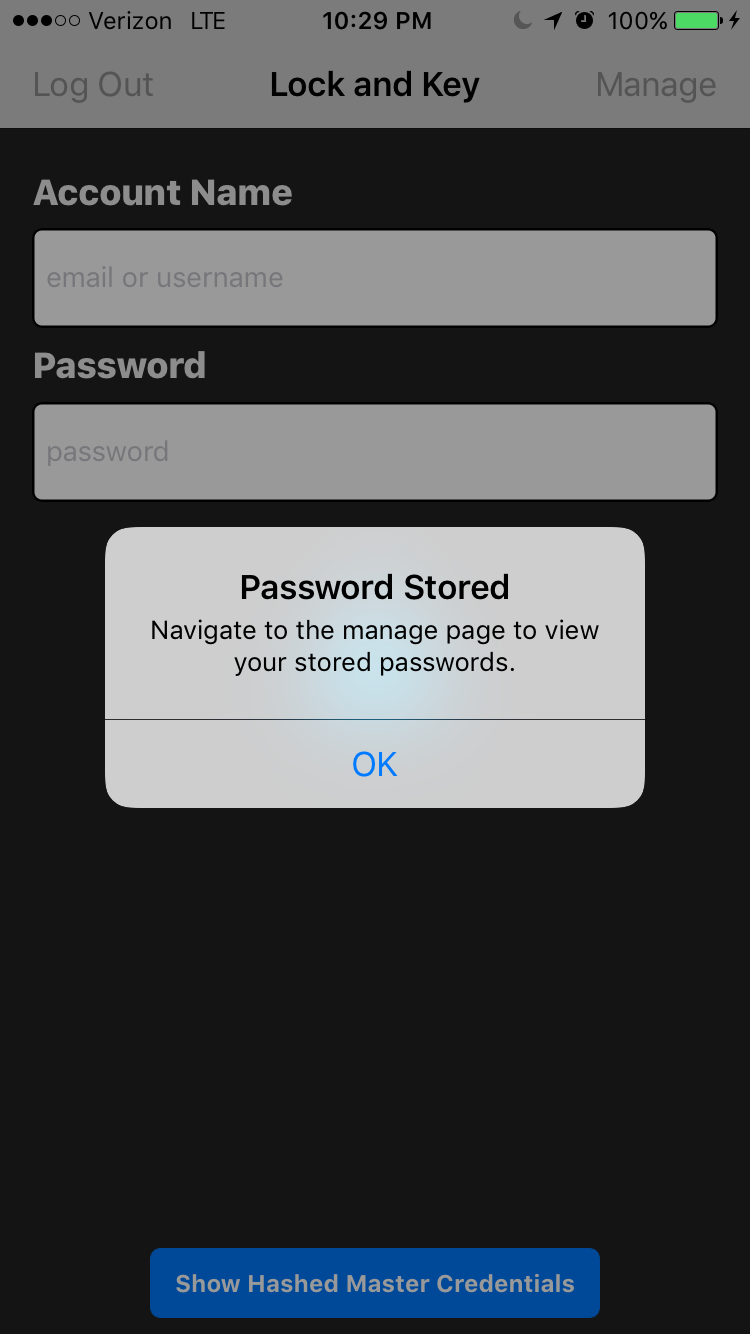 Verizon LTE 10:29 PM 100%
Log Out Lock and Key Manage
Account Name
email or username
Password
password
Password Stored
Navigate to the manage page to view
your stored passwords.
OK
Show Hashed Master Credentials